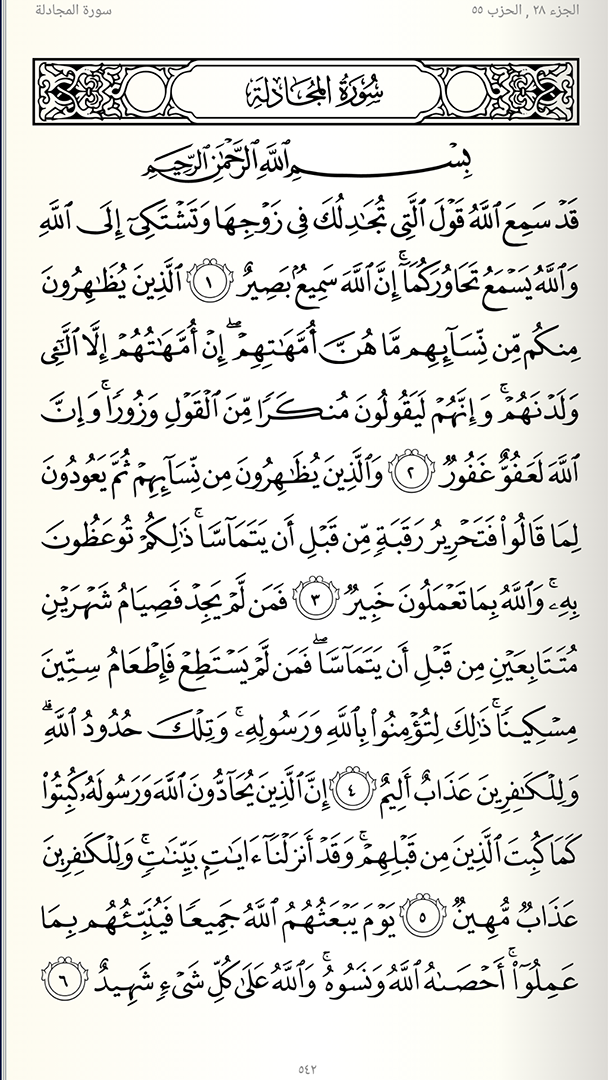 الجزء ٢٨ , الحزب ٥٥
سورة المجادلة
سُورَةُ المُجَادلَة
بِسْمِ ٱللَّهِ ٱلرَّحْمَٰنِ ٱلرَّحِيمِ
قَدْ سَمِعَ ٱللَّهُ قَوْلَ ٱلَّتِي تُجَٰدِلُكَ فِي زَوْجِهَا وَتَشْتَكِيٓ إِلَى ٱللَّهِ
وَٱللَّهُ يَسْمَعُ تَحَاوُرَكُمَآۚ إِنَّ ٱللَّهَ سَمِيعُۢ بَصِيرٌ ١ ٱلَّذِينَ يُظَٰهِرُونَ
مِنكُم مِّن نِّسَآئِهِم مَّا هُنَّ أُمَّهَٰتِهِمْۖ إِنْ أُمَّهَٰتُهُمْ إِلَّا ٱلَّٰٓـِٔي
وَلَدْنَهُمْۚ وَإِنَّهُمْ لَيَقُولُونَ مُنكَرًا مِّنَ ٱلْقَوْلِ وَزُورًاۚ وَإِنَّ
ٱللَّهَ لَعَفُوٌّ غَفُورٌ ٢ وَٱلَّذِينَ يُظَٰهِرُونَ مِن نِّسَآئِهِمْ ثُمَّ يَعُودُونَ
لِمَا قَالُوا۟ فَتَحْرِيرُ رَقَبَةٍ مِّن قَبْلِ أَن يَتَمَآسَّاۚ ذَٰلِكُمْ تُوعَظُونَ
بِهِۦۚ وَٱللَّهُ بِمَا تَعْمَلُونَ خَبِيرٌ ٣ فَمَن لَّمْ يَجِدْ فَصِيَامُ شَهْرَيْنِ
مُتَتَابِعَيْنِ مِن قَبْلِ أَن يَتَمَآسَّاۖ فَمَن لَّمْ يَسْتَطِعْ فَإِطْعَامُ سِتِّينَ
مِسْكِينًاۚ ذَٰلِكَ لِتُؤْمِنُوا۟ بِٱللَّهِ وَرَسُولِهِۦۚ وَتِلْكَ حُدُودُ ٱللَّهِۗ
وَلِلْكَٰفِرِينَ عَذَابٌ أَلِيمٌ ٤ إِنَّ ٱلَّذِينَ يُحَآدُّونَ ٱللَّهَ وَرَسُولَهُۥ كُبِتُوا۟
كَمَا كُبِتَ ٱلَّذِينَ مِن قَبْلِهِمْۚ وَقَدْ أَنزَلْنَآ ءَايَٰتٍۭ بَيِّنَٰتٍۚ وَلِلْكَٰفِرِينَ
عَذَابٌ مُّهِينٌ ٥ يَوْمَ يَبْعَثُهُمُ ٱللَّهُ جَمِيعًا فَيُنَبِّئُهُم بِمَا
عَمِلُوٓا۟ۚ أَحْصَىٰهُ ٱللَّهُ وَنَسُوهُۚ وَٱللَّهُ عَلَىٰ كُلِّ شَيْءٍ شَهِيدٌ ٦
٥٤٢